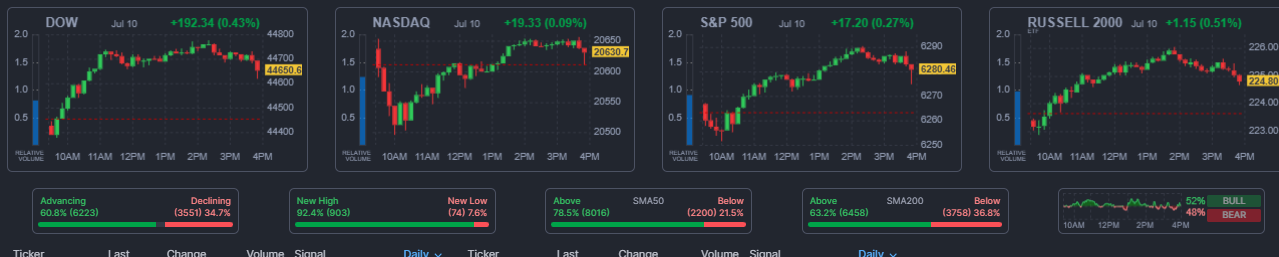 DOW Jul 10 +192.34 (0.43%)
2.0
1.5
1.0
0.5
44800
44700
44650.6
44600
44500
44400
RELATIVE
VOLUME
10AM 11AM 12PM 1PM 2PM 3PM 4PM
NASDAQ Jul 10 +19.33 (0.09%)
2.0
1.5
1.0
0.5
20650
20630.7
20600
20550
20500
RELATIVE
VOLUME
10AM 11AM 12PM 1PM 2PM 3PM 4PM
S&P 500 Jul 10 +17.20 (0.27%)
2.0
1.5
1.0
0.5
6290
6280.46
6270
6260
6250
RELATIVE
VOLUME
10AM 11AM 12PM 1PM 2PM 3PM 4PM
RUSSELL 2000 Jul 10 +1.15 (0.51%)
ETF
2.0
1.5
1.0
0.5
226.00
225.00
224.80
224.00
223.00
RELATIVE
VOLUME
10AM 11AM 12PM 1PM 2PM 3PM 4PM
Advancing Declining
60.8% (6223) (3551) 34.7%
New High New Low
92.4% (903) (74) 7.6%
Above SMA50 Below
78.5% (8016) (2200) 21.5%
Above SMA200 Below
63.2% (6458) (3758) 36.8%
52% BULL
48% BEAR
10AM 12PM 2PM 4PM
Ticker Last Change Volume Signal Daily Ticker Last Change Volume Signal Daily